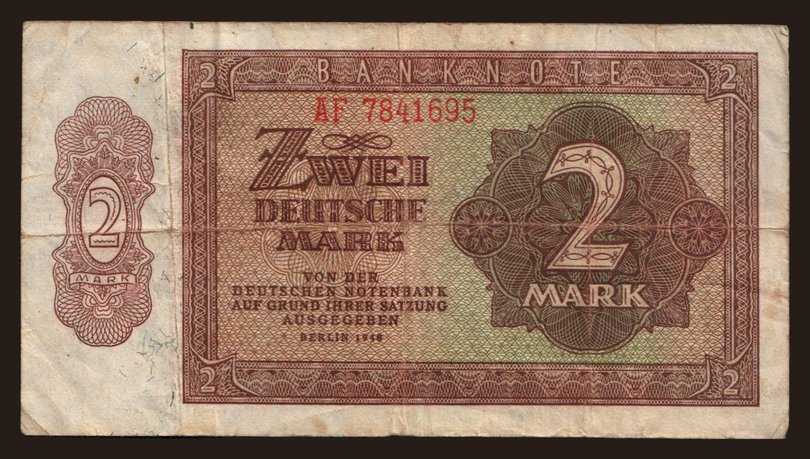 2 BANKNOTE 2
AF 7841695
ZWEI
DEUTSCHE
MARK
VON DER
DEUTSCHEN NOTENBANK
AUF GRUND IHRER SATZUNG
AUSGEGEBEN
BERLIN 1948
2
MARK
2
MARK
2 2